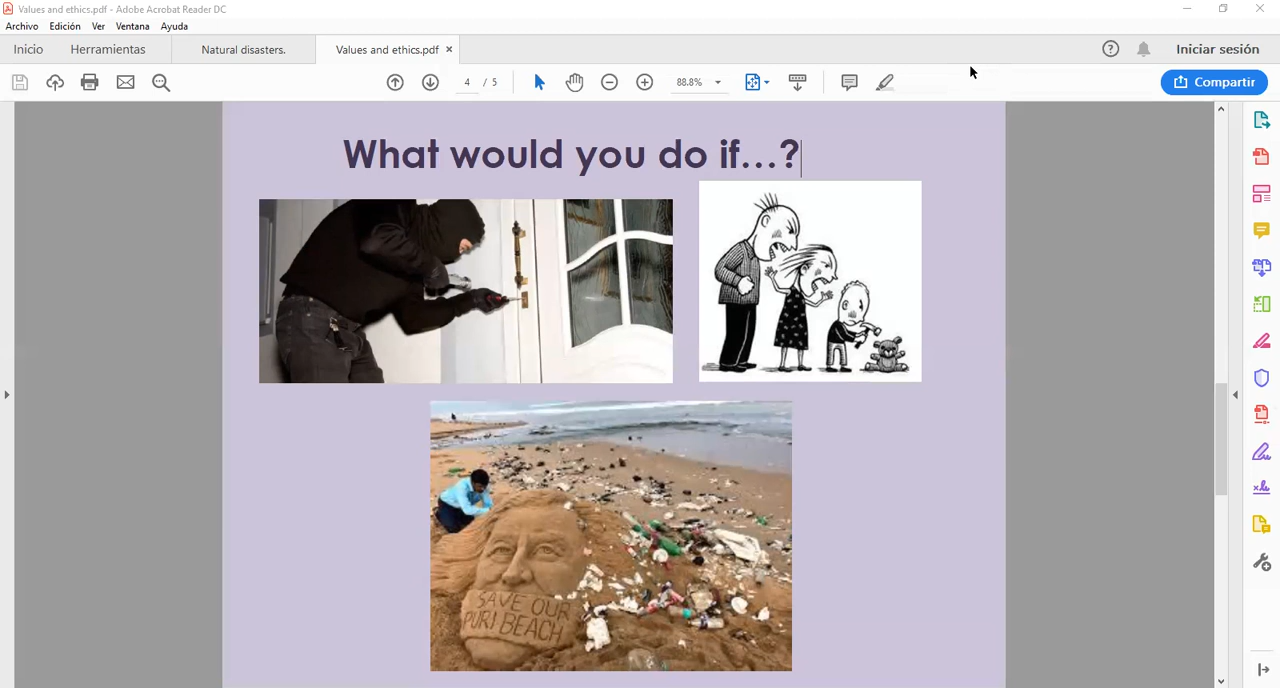 Values and ethics.pdf - Adobe Acrobat Reader DC
Archivo Edición Ver Ventana Ayuda
Inicio Herramientas Natural disasters. Values and ethics.pdf × Iniciar sesión
4 / 5 88.8% Compartir
What would you do if...?
SAVE OUR
PURI BEACH